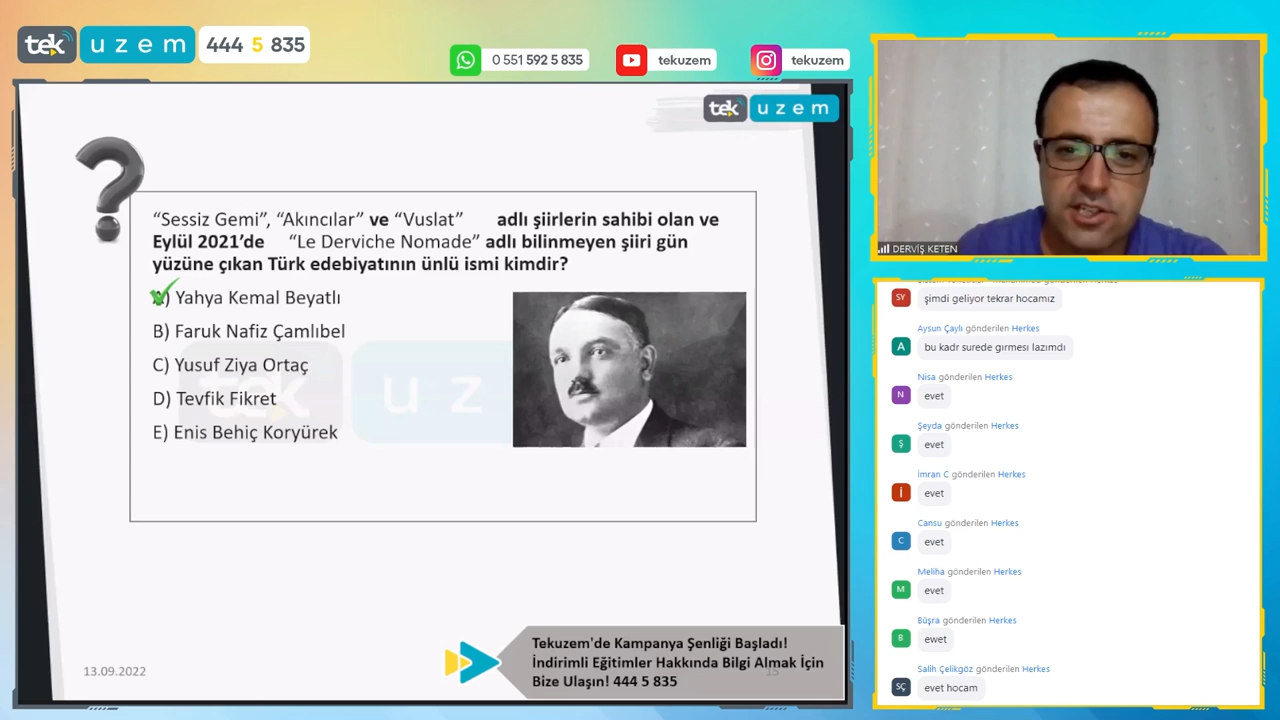 tek uzem 444 5 835
0 551 592 5 835
tekuzem
tekuzem
tek uzem
"Sessiz Gemi", "Akıncılar" ve "Vuslat" adlı şiirlerin sahibi olan ve
Eylül 2021'de "Le Derviche Nomade" adlı bilinmeyen şiiri gün
yüzüne çıkan Türk edebiyatının ünlü ismi kimdir?
Yahya Kemal Beyatlı
B) Faruk Nafiz Çamlıbel
C) Yusuf Ziya Ortaç
D) Tevfik Fikret
E) Enis Behiç Koryürek
13.09.2022
15
Tekuzem'de Kampanya Şenliği Başladı!
İndirimli Eğitimler Hakkında Bilgi Almak İçin
Bize Ulaşın! 444 5 835
DERVİŞ KETEN
SY
şimdi geliyor tekrar hocamız
Aysun Çaylı gönderilen Herkes
A
bu kadr surede gırmesı lazımdı
Nisa gönderilen Herkes
N
evet
Şeyda gönderilen Herkes
Ş
evet
İmran C gönderilen Herkes
İ
evet
Cansu gönderilen Herkes
C
evet
Meliha gönderilen Herkes
M
evet
Büşra gönderilen Herkes
B
ewet
Salih Çelikgöz gönderilen Herkes
SÇ
evet hocam